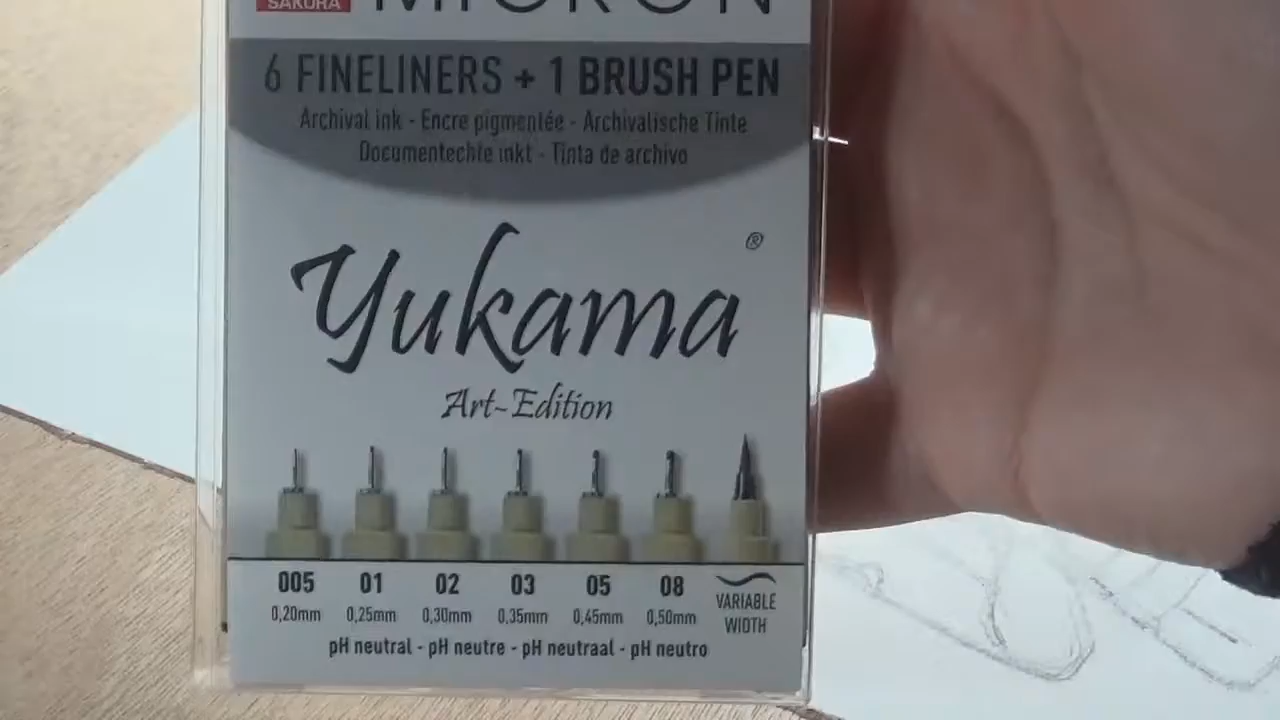 SAKURA MICRON
6 FINELINERS + 1 BRUSH PEN
Archival ink - Encre pigmentée - Archivalische Tinte
Documentechte inkt - Tinta de archivo
Yukama ®
Art-Edition
005 01 02 03 05 08 VARIABLE
0,20mm 0,25mm 0,30mm 0,35mm 0,45mm 0,50mm WIDTH
pH neutral - pH neutre - pH neutraal - pH neutro